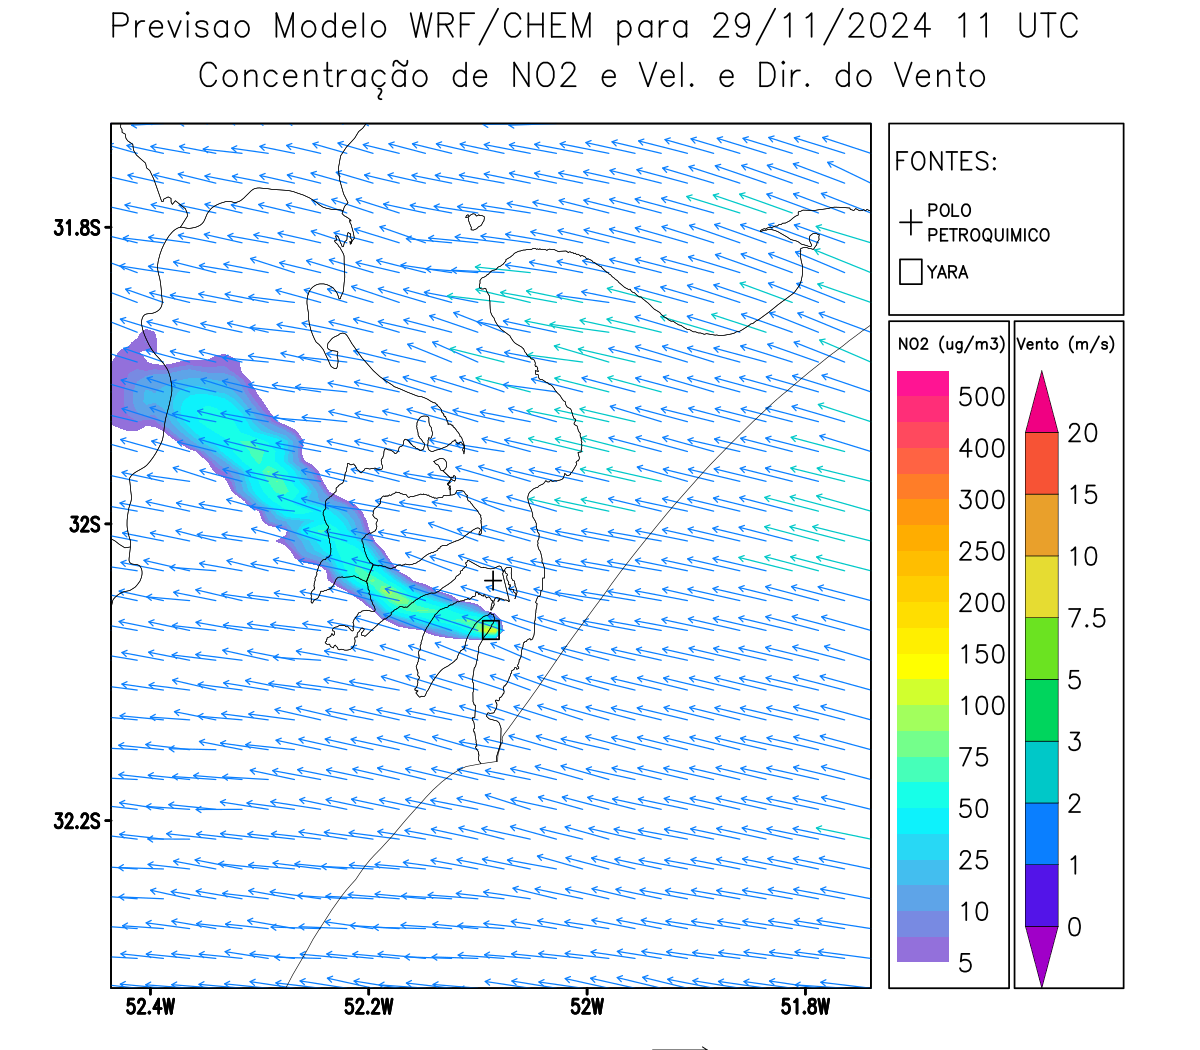 Previsao Modelo WRF/CHEM para 29/11/2024 11 UTC
Concentração de NO2 e Vel. e Dir. do Vento
FONTES:
POLO
PETROQUIMICO
YARA
NO2 (ug/m3)
500
400
300
250
200
150
100
75
50
25
10
5
Vento (m/s)
20
15
10
7.5
5
3
2
1
0
31.8S
32S
32.2S
52.4W 52.2W 52W 51.8W